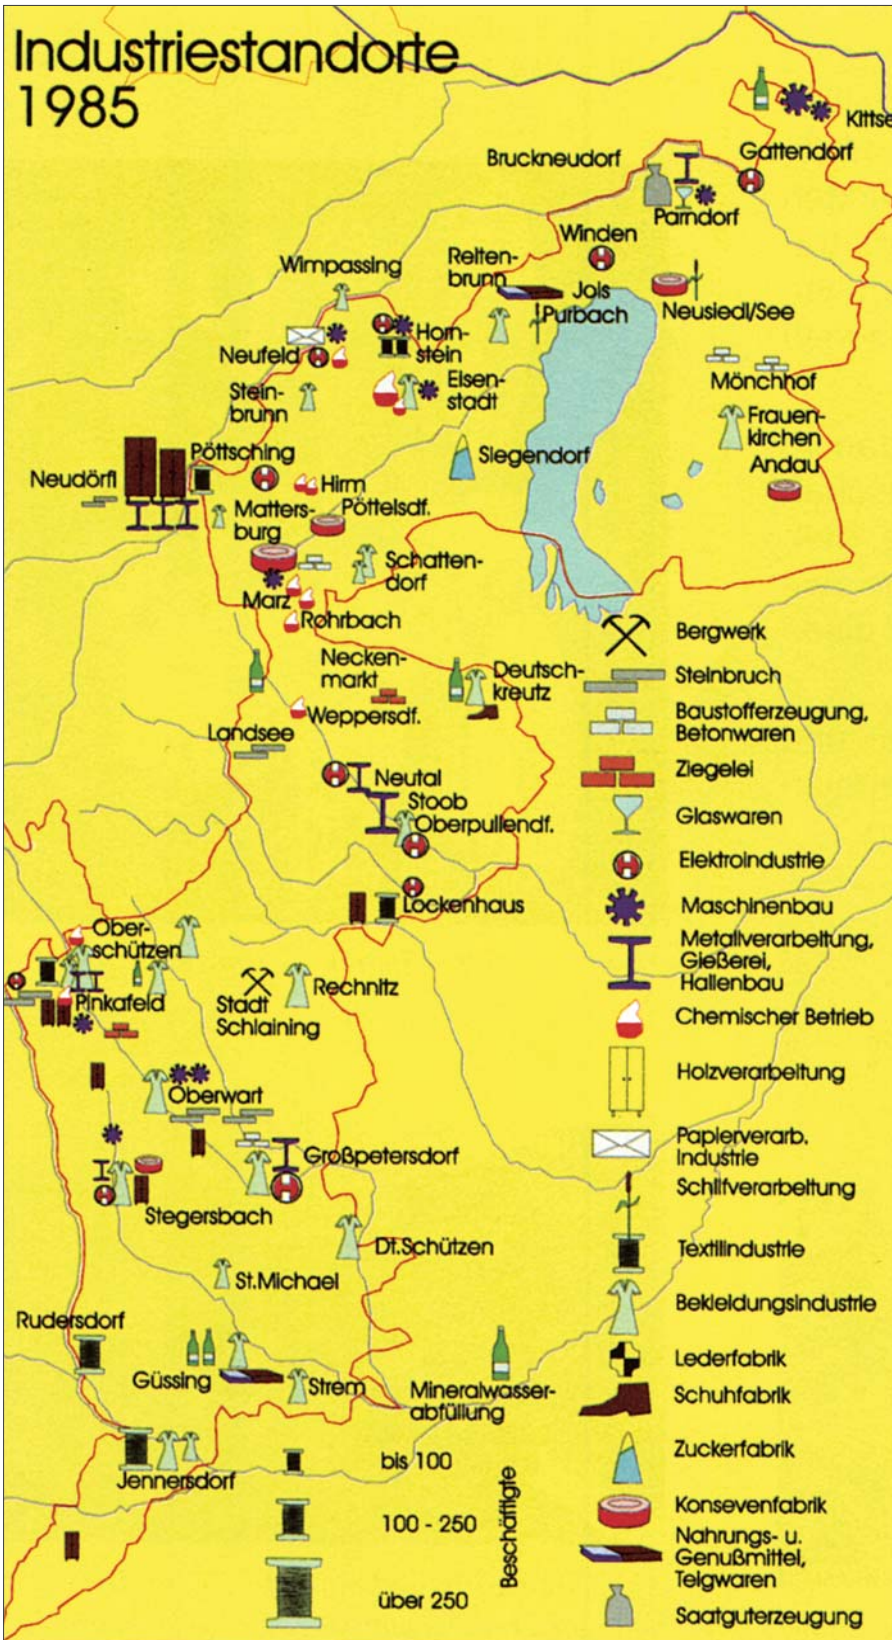 Industriestandorte
1985
Kittse
Gattendorf
Bruckneudorf
Parndorf
Winden
Reiten-
brunn
Jois
Purbach
Neusiedl/See
Wimpassing
Horn-
stein
Neufeld
Stein-
brunn
Eisen-
stadt
Mönchhof
Frauen-
kirchen
Andau
Siegendorf
Pöttsching
Neudörfl
Hirm
Pöttelsdf.
Matters-
burg
Schatten-
dorf
Marz
Rohrbach
Necken-
markt
Deutsch-
kreutz
Weppersdf.
Landsee
Neutal
Stoob
Oberpullendf.
Lockenhaus
Ober-
schützen
Pinkafeld
Stadt
Schlaining
Rechnitz
Oberwart
Großpetersdorf
Stegersbach
Dt.Schützen
St.Michael
Rudersdorf
Güssing
Strem
Jennersdorf
Mineralwasser-
abfüllung
bis 100
100 - 250
über 250
Beschäftigte
Bergwerk
Steinbruch
Baustofferzeugung,
Betonwaren
Ziegelei
Glaswaren
Elektroindustrie
Maschinenbau
Metallverarbeitung,
Gießerei,
Hallenbau
Chemischer Betrieb
Holzverarbeitung
Papierverarb.
Industrie
Schilfverarbeitung
Textilindustrie
Bekleidungsindustrie
Lederfabrik
Schuhfabrik
Zuckerfabrik
Konsevenfabrik
Nahrungs- u.
Genußmittel,
Teigwaren
Saatguterzeugung